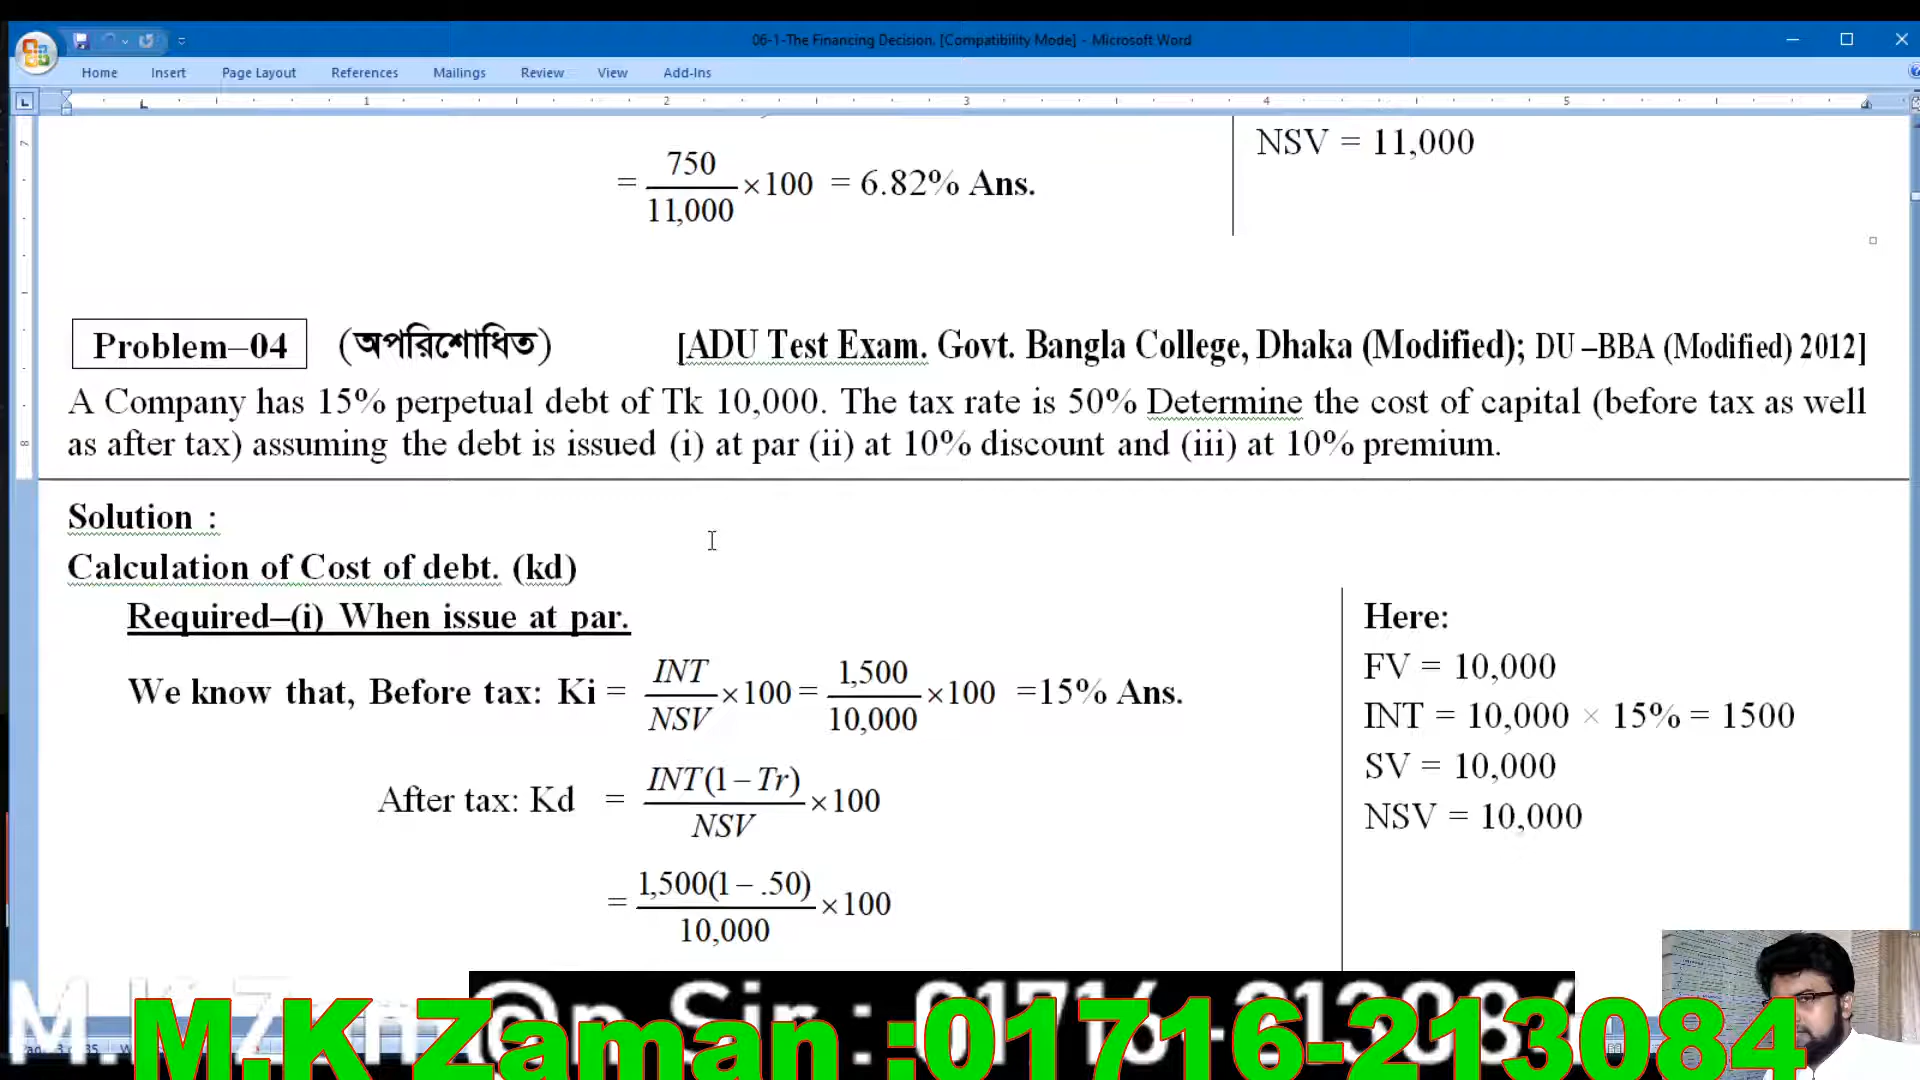 06-1-The Financing Decision. [Compatibility Mode] - Microsoft Word
Home Insert Page Layout References Mailings Review View Add-Ins
1 2 3 4 5
7
NSV = 11,000
= 750/11,000 ×100 = 6.82% Ans.
Problem–04 (অপরিশোধিত) [ADU Test Exam. Govt. Bangla College, Dhaka (Modified); DU –BBA (Modified) 2012]
A Company has 15% perpetual debt of Tk 10,000. The tax rate is 50% Determine the cost of capital (before tax as well
8
as after tax) assuming the debt is issued (i) at par (ii) at 10% discount and (iii) at 10% premium.
Solution :
Calculation of Cost of debt. (kd)
Required–(i) When issue at par.
We know that, Before tax: Ki = INT/NSV ×100 = 1,500/10,000 ×100 =15% Ans.
After tax: Kd = INT(1 – Tr)/NSV ×100
= 1,500(1 – .50)/10,000 ×100
Here:
FV = 10,000
INT = 10,000 × 15% = 1500
SV = 10,000
NSV = 10,000
M.K Zaman :01716-213084